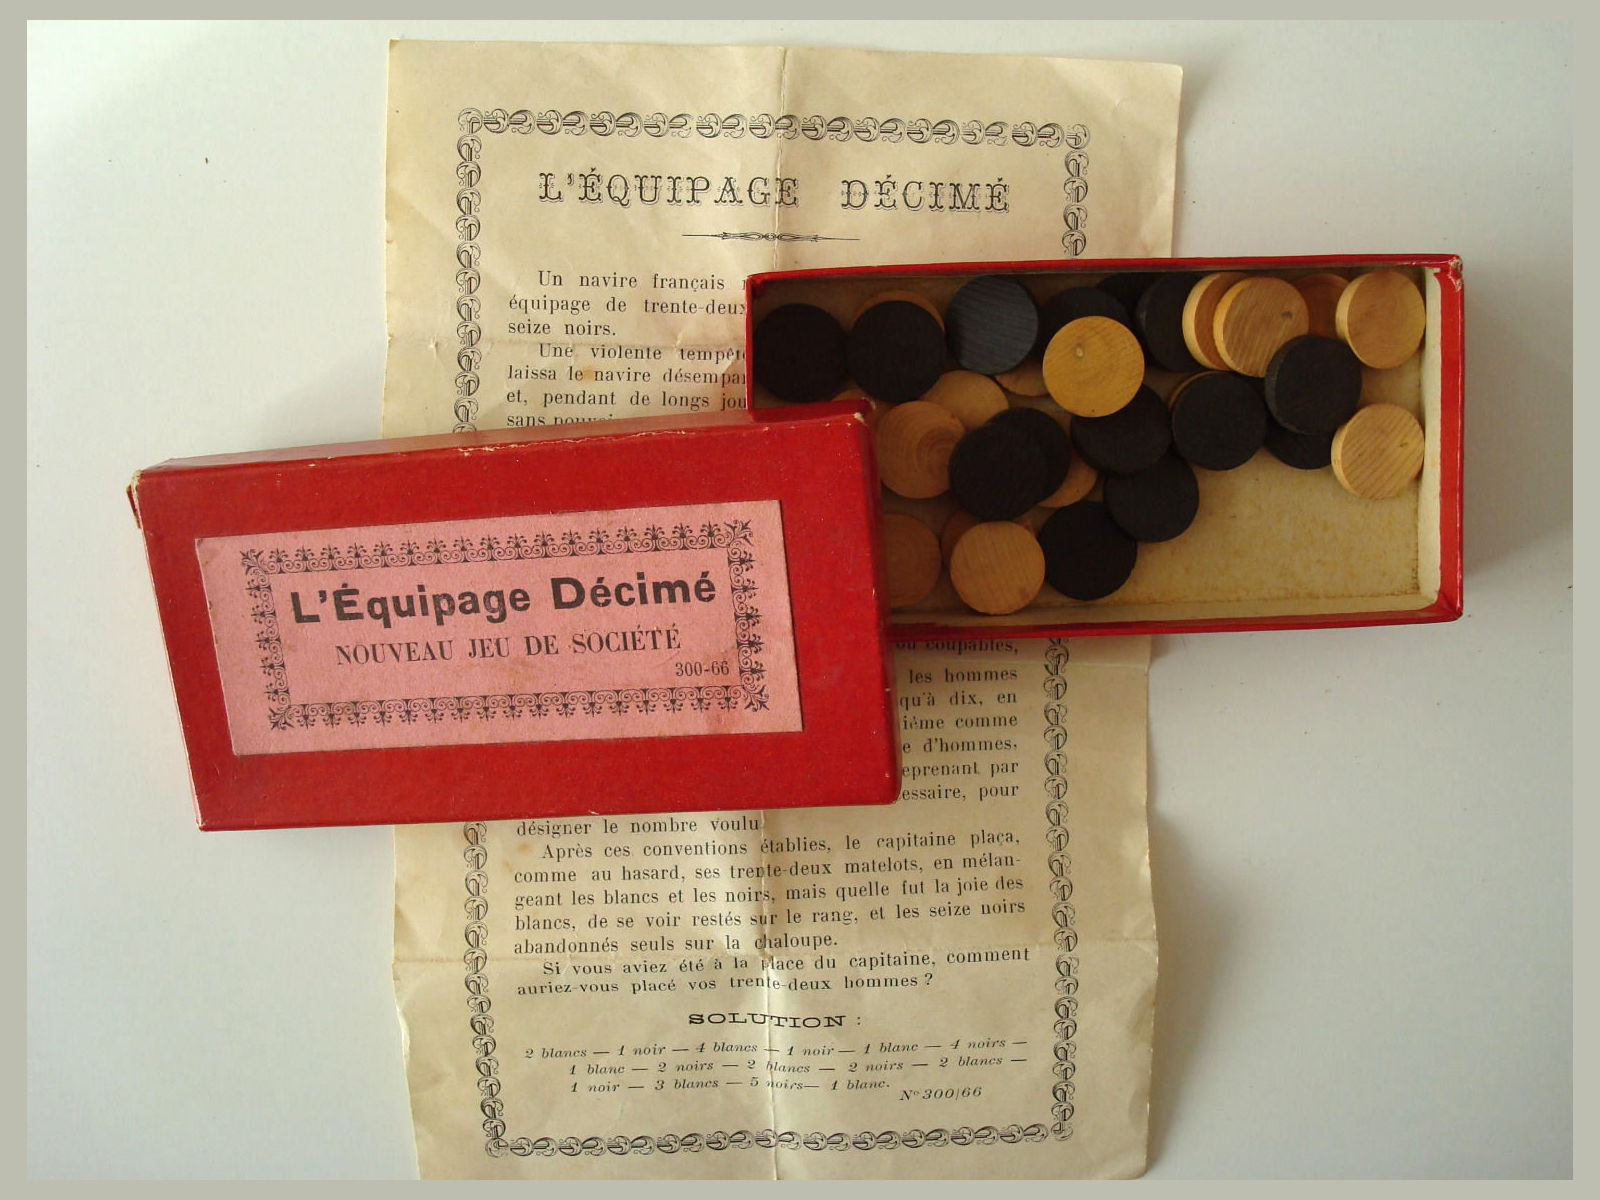 L'ÉQUIPAGE DÉCIMÉ
Un navire français
équipage de trente-deux
seize noirs.
Une violente tempête
laissa le navire désempar
et, pendant de longs jou
sans pouvoir
L'Équipage Décimé
NOUVEAU JEU DE SOCIÉTÉ
300-66
ou coupables,
les hommes
qu'à dix, en
ième comme
e d'hommes,
eprenant par
essaire, pour
désigner le nombre voulu
Après ces conventions établies, le capitaine plaça,
comme au hasard, ses trente-deux matelots, en mélan-
geant les blancs et les noirs, mais quelle fut la joie des
blancs, de se voir restés sur le rang, et les seize noirs
abandonnés seuls sur la chaloupe.
Si vous aviez été à la place du capitaine, comment
auriez-vous placé vos trente-deux hommes ?
SOLUTION :
2 blancs — 1 noir — 4 blancs — 1 noir — 1 blanc — 4 noirs —
1 blanc — 2 noirs — 2 blancs — 2 noirs — 2 blancs —
1 noir — 3 blancs — 5 noirs — 1 blanc.
N° 300/66